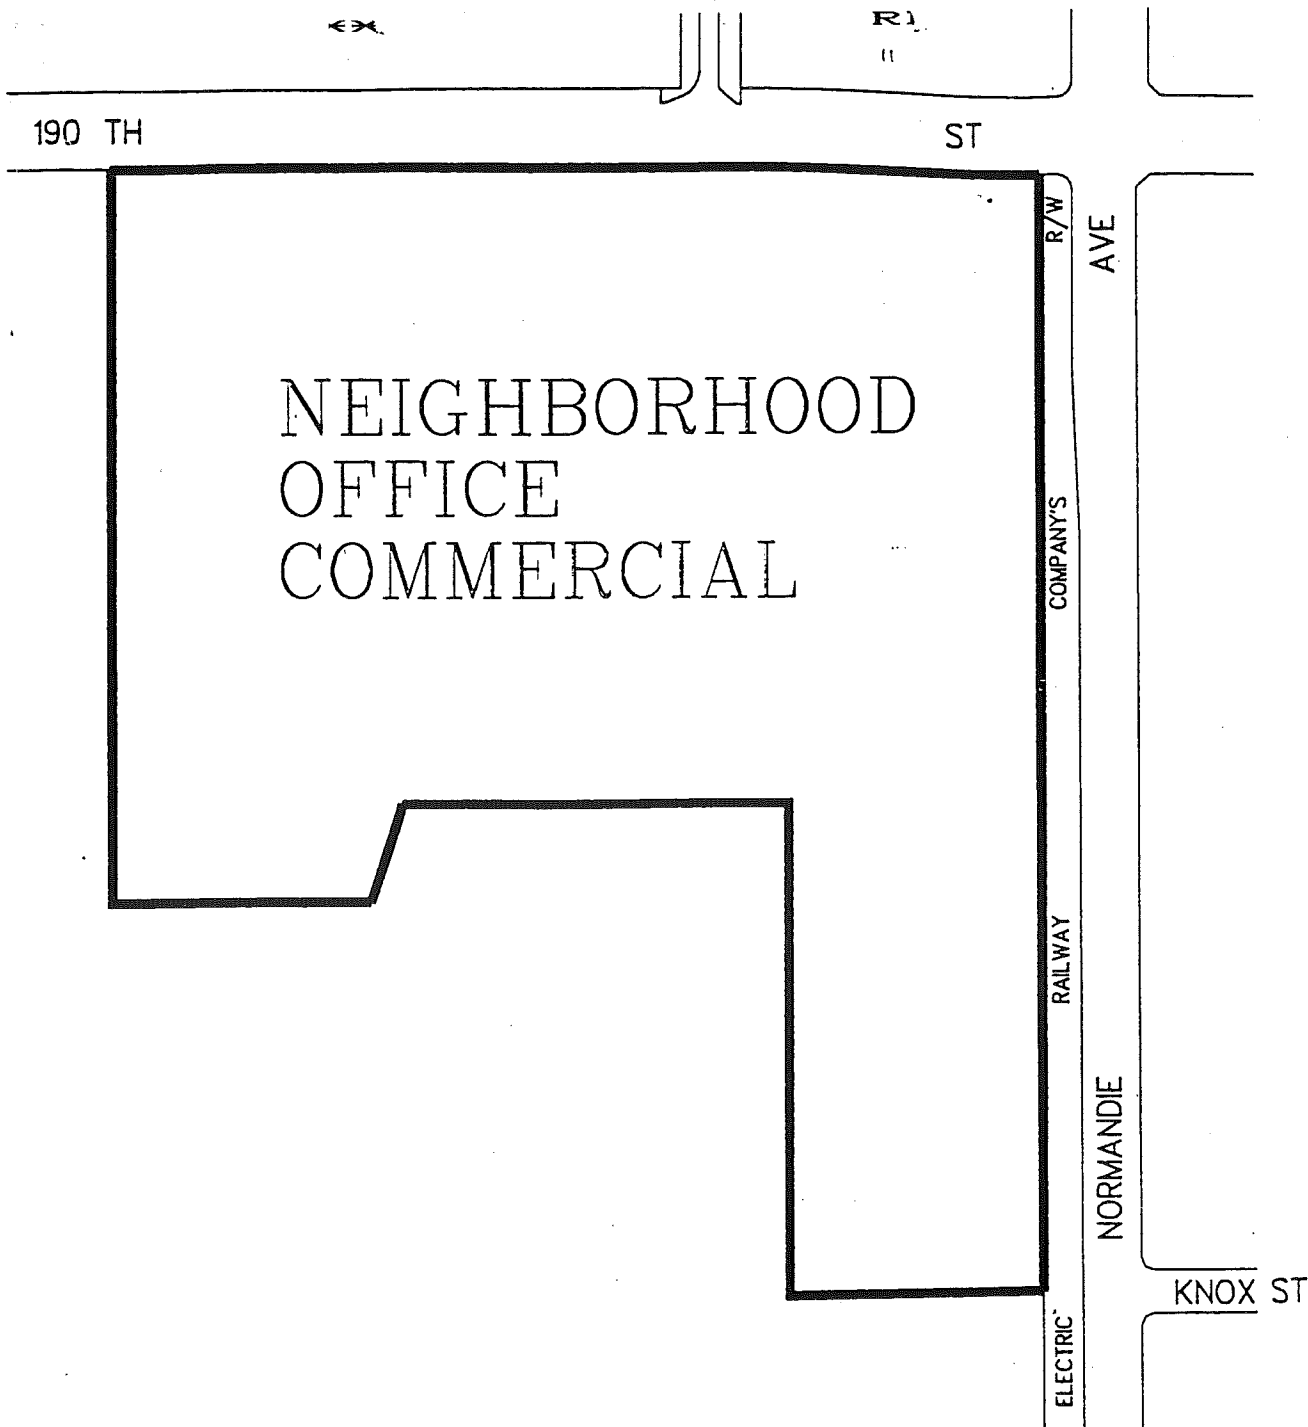 190 TH ST
R/W
AVE
NEIGHBORHOOD
OFFICE
COMMERCIAL
COMPANY'S
RAILWAY
NORMANDIE
KNOX ST
ELECTRIC